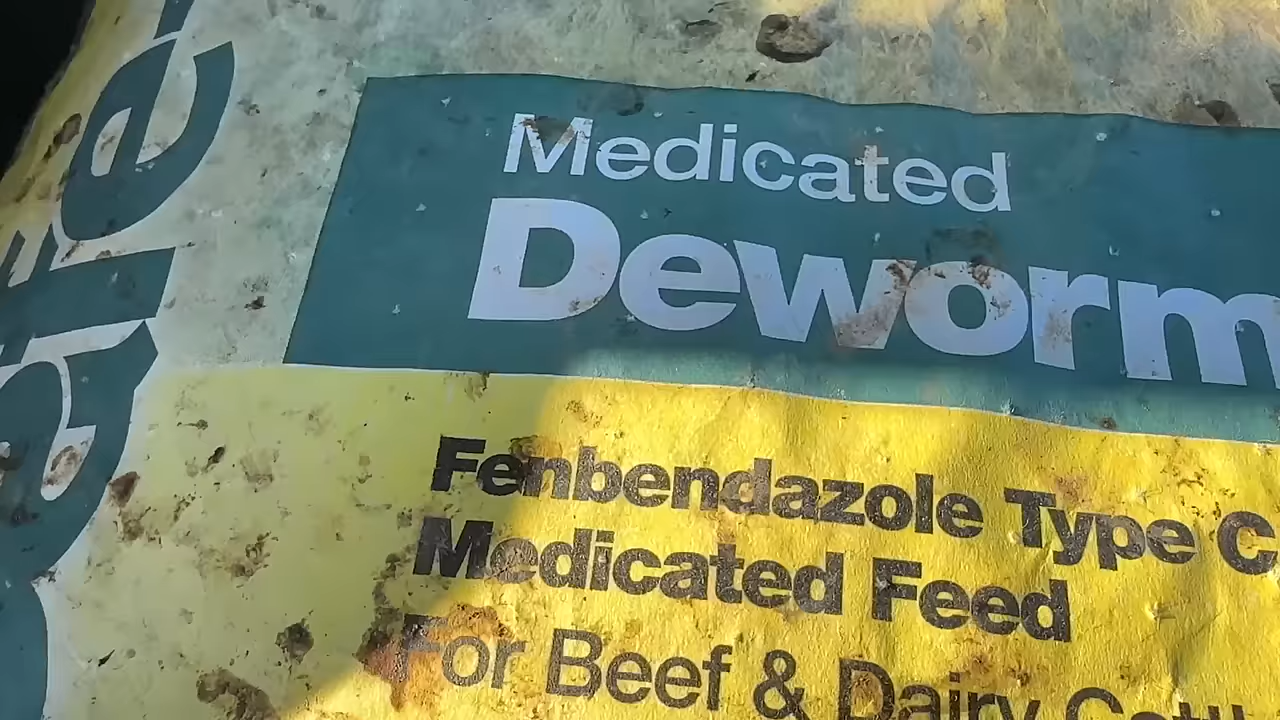 Medicated
Deworm
Fenbendazole Type C
Medicated Feed
For Beef & Dairy